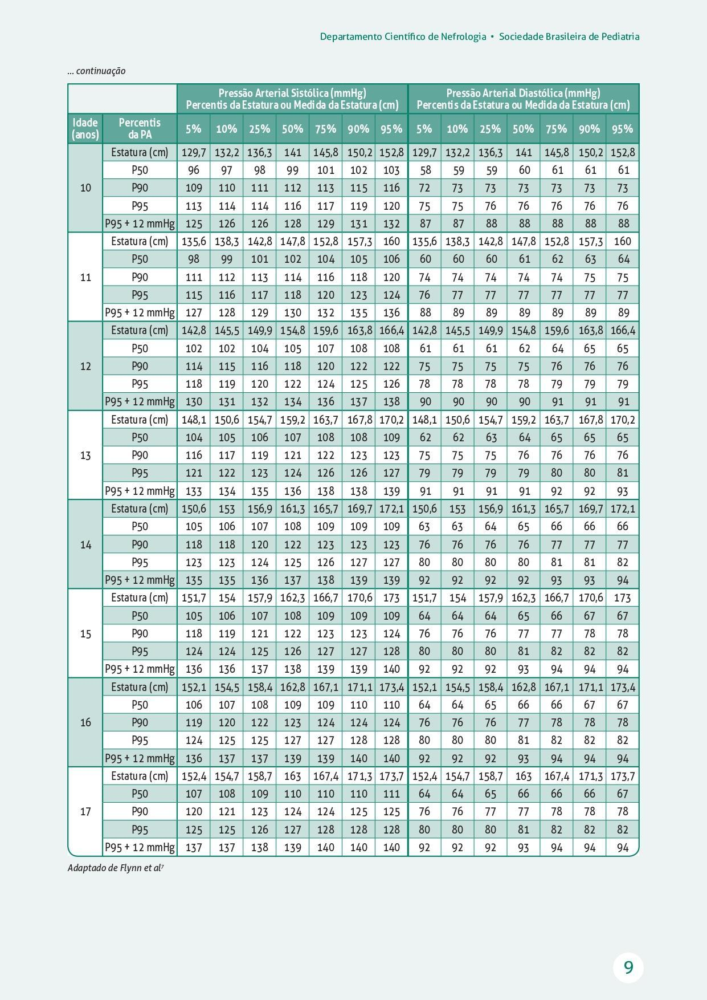 Departamento Científico de Nefrologia • Sociedade Brasileira de Pediatria
... continuação
Pressão Arterial Sistólica (mmHg) Pressão Arterial Diastólica (mmHg)
Percentis da Estatura ou Medida da Estatura (cm) Percentis da Estatura ou Medida da Estatura (cm)
Idade (anos) Percentis da PA 5% 10% 25% 50% 75% 90% 95% 5% 10% 25% 50% 75% 90% 95%
Estatura (cm) 129,7 132,2 136,3 141 145,8 150,2 152,8 129,7 132,2 136,3 141 145,8 150,2 152,8
P50 96 97 98 99 101 102 103 58 59 59 60 61 61 61
10 P90 109 110 111 112 113 115 116 72 73 73 73 73 73 73
P95 113 114 114 116 117 119 120 75 75 76 76 76 76 76
P95 + 12 mmHg 125 126 126 128 129 131 132 87 87 88 88 88 88 88
Estatura (cm) 135,6 138,3 142,8 147,8 152,8 157,3 160 135,6 138,3 142,8 147,8 152,8 157,3 160
P50 98 99 101 102 104 105 106 60 60 60 61 62 63 64
11 P90 111 112 113 114 116 118 120 74 74 74 74 74 75 75
P95 115 116 117 118 120 123 124 76 77 77 77 77 77 77
P95 + 12 mmHg 127 128 129 130 132 135 136 88 89 89 89 89 89 89
Estatura (cm) 142,8 145,5 149,9 154,8 159,6 163,8 166,4 142,8 145,5 149,9 154,8 159,6 163,8 166,4
P50 102 102 104 105 107 108 108 61 61 61 62 64 65 65
12 P90 114 115 116 118 120 122 122 75 75 75 75 76 76 76
P95 118 119 120 122 124 125 126 78 78 78 78 79 79 79
P95 + 12 mmHg 130 131 132 134 136 137 138 90 90 90 90 91 91 91
Estatura (cm) 148,1 150,6 154,7 159,2 163,7 167,8 170,2 148,1 150,6 154,7 159,2 163,7 167,8 170,2
P50 104 105 106 107 108 108 109 62 62 63 64 65 65 65
13 P90 116 117 119 121 122 123 123 75 75 75 76 76 76 76
P95 121 122 123 124 126 126 127 79 79 79 79 80 80 81
P95 + 12 mmHg 133 134 135 136 138 138 139 91 91 91 91 92 92 93
Estatura (cm) 150,6 153 156,9 161,3 165,7 169,7 172,1 150,6 153 156,9 161,3 165,7 169,7 172,1
P50 105 106 107 108 109 109 109 63 63 64 65 66 66 66
14 P90 118 118 120 122 123 123 123 76 76 76 76 77 77 77
P95 123 123 124 125 126 127 127 80 80 80 80 81 81 82
P95 + 12 mmHg 135 135 136 137 138 139 139 92 92 92 92 93 93 94
Estatura (cm) 151,7 154 157,9 162,3 166,7 170,6 173 151,7 154 157,9 162,3 166,7 170,6 173
P50 105 106 107 108 109 109 109 64 64 64 65 66 67 67
15 P90 118 119 121 122 123 123 124 76 76 76 77 77 78 78
P95 124 124 125 126 127 127 128 80 80 80 81 82 82 82
P95 + 12 mmHg 136 136 137 138 139 139 140 92 92 92 93 94 94 94
Estatura (cm) 152,1 154,5 158,4 162,8 167,1 171,1 173,4 152,1 154,5 158,4 162,8 167,1 171,1 173,4
P50 106 107 108 109 109 110 110 64 64 65 66 66 67 67
16 P90 119 120 122 123 124 124 124 76 76 76 77 78 78 78
P95 124 125 125 127 127 128 128 80 80 80 81 82 82 82
P95 + 12 mmHg 136 137 137 139 139 140 140 92 92 92 93 94 94 94
Estatura (cm) 152,4 154,7 158,7 163 167,4 171,3 173,7 152,4 154,7 158,7 163 167,4 171,3 173,7
P50 107 108 109 110 110 110 111 64 64 65 66 66 66 67
17 P90 120 121 123 124 124 125 125 76 76 77 77 78 78 78
P95 125 125 126 127 128 128 128 80 80 80 81 82 82 82
P95 + 12 mmHg 137 137 138 139 140 140 140 92 92 92 93 94 94 94
Adaptado de Flynn et al⁷
9